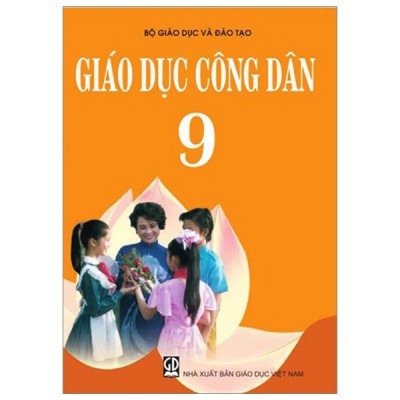 BỘ GIÁO DỤC VÀ ĐÀO TẠO
GIÁO DỤC CÔNG DÂN
9
GD
NHÀ XUẤT BẢN GIÁO DỤC VIỆT NAM